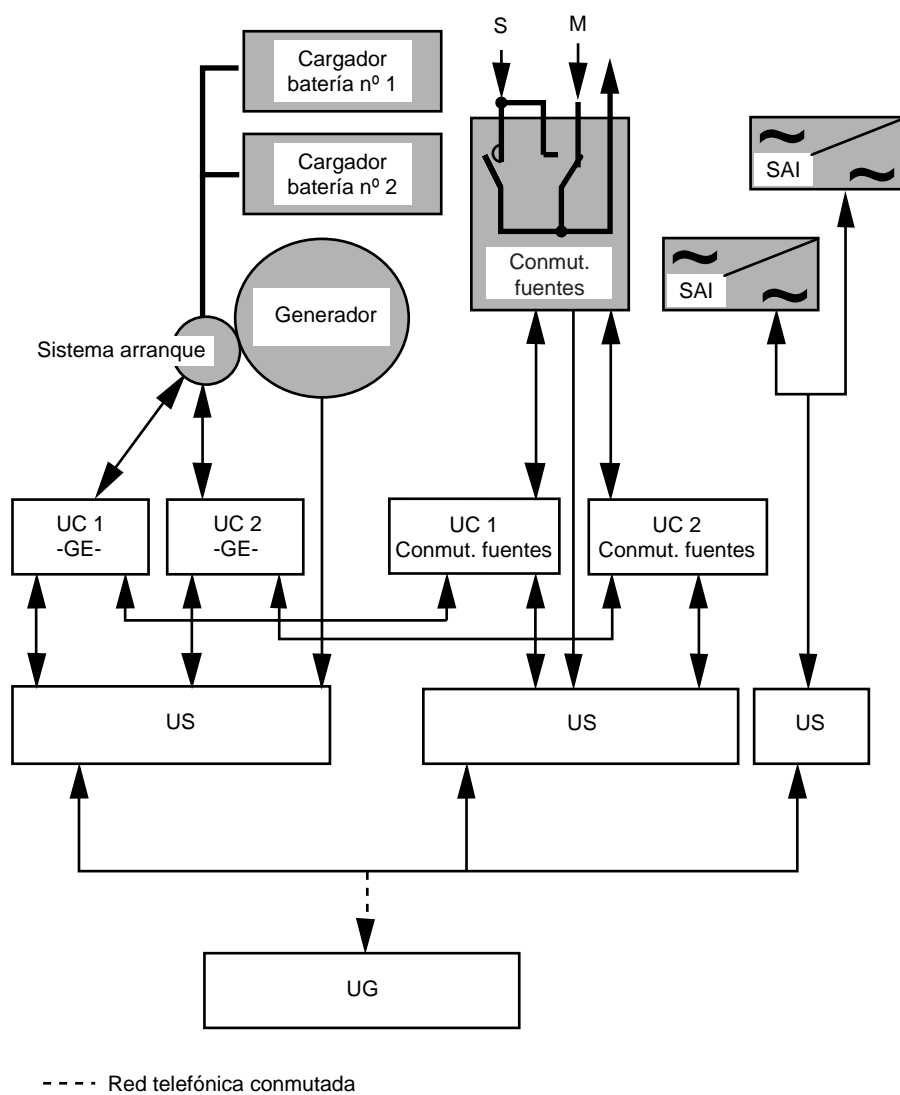 S
M
Cargador
batería nº 1
Cargador
batería nº 2
SAI
SAI
Conmut.
fuentes
Generador
Sistema arranque
UC 1
-GE-
UC 2
-GE-
UC 1
Conmut. fuentes
UC 2
Conmut. fuentes
US
US
US
UG
Red telefónica conmutada